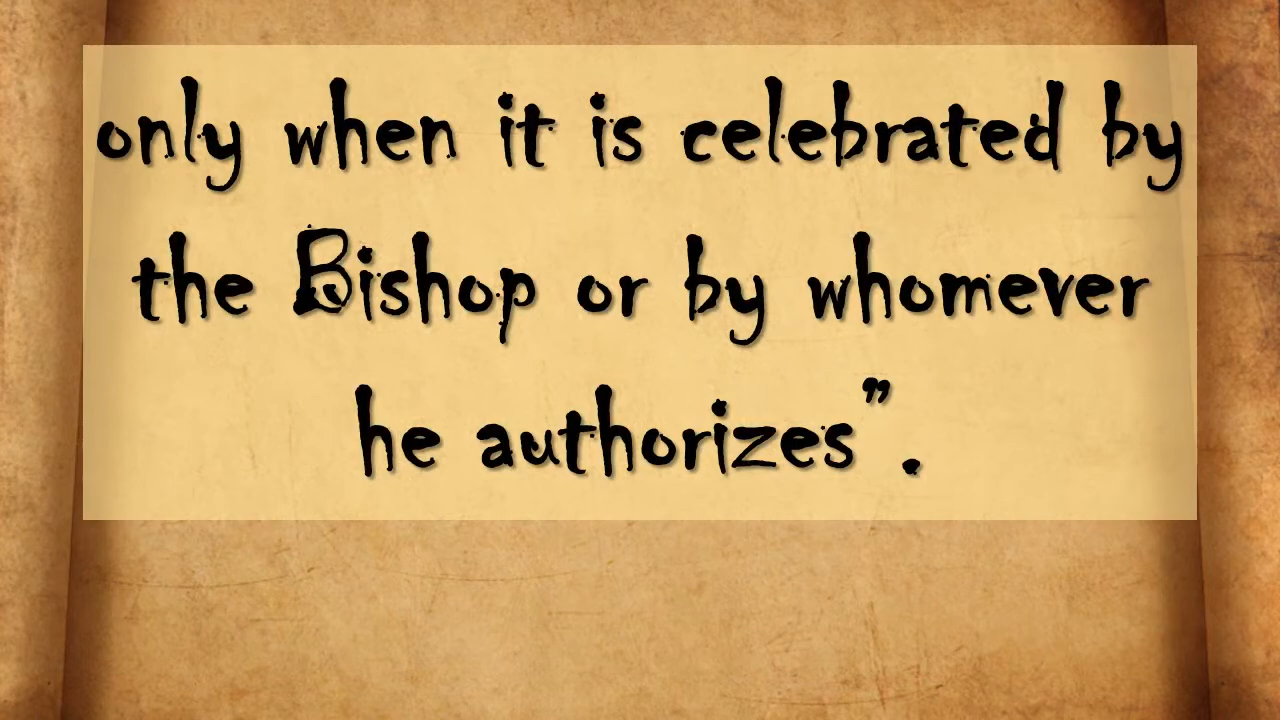 only when it is celebrated by
the Bishop or by whomever
he authorizes”.